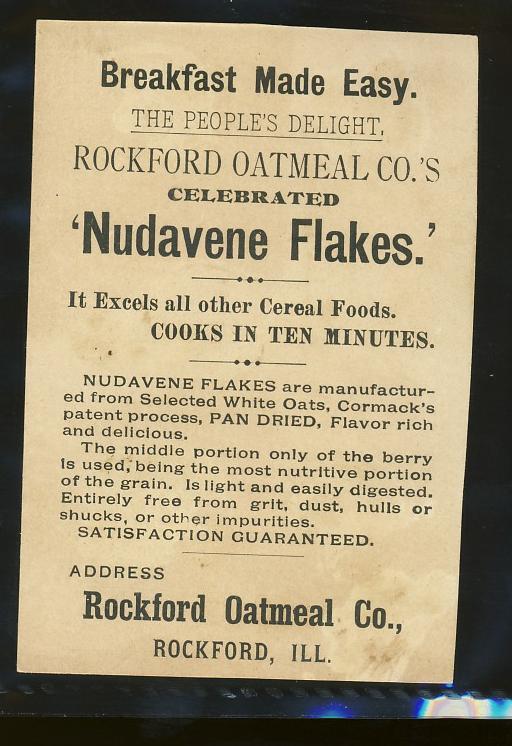 Breakfast Made Easy.
THE PEOPLE'S DELIGHT.
ROCKFORD OATMEAL CO.'S
CELEBRATED
'Nudavene Flakes.'
It Excels all other Cereal Foods.
COOKS IN TEN MINUTES.
NUDAVENE FLAKES are manufactur-
ed from Selected White Oats, Cormack's
patent process, PAN DRIED, Flavor rich
and delicious.
The middle portion only of the berry
is used, being the most nutritive portion
of the grain. Is light and easily digested.
Entirely free from grit, dust, hulls or
shucks, or other impurities.
SATISFACTION GUARANTEED.
ADDRESS
Rockford Oatmeal Co.,
ROCKFORD, ILL.